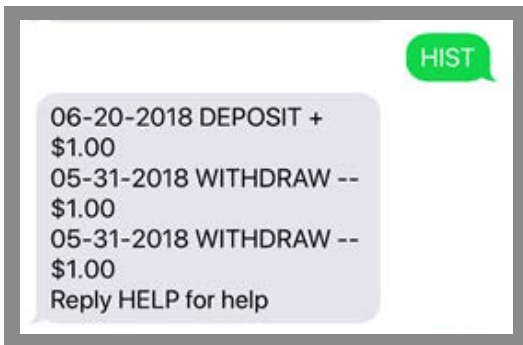 HIST
06-20-2018 DEPOSIT +
$1.00
05-31-2018 WITHDRAW --
$1.00
05-31-2018 WITHDRAW --
$1.00
Reply HELP for help